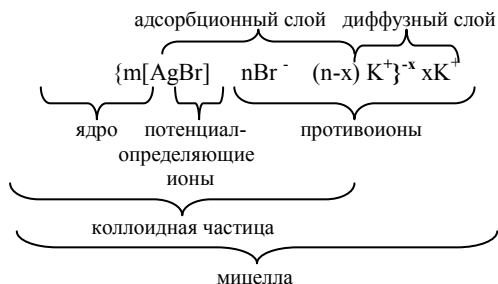 адсорбционный слой диффузный слой
{m[AgBr] nBr⁻ (n-x) K⁺}⁻ˣ xK⁺
ядро потенциал- противоионы
определяющие
ионы
коллоидная частица
мицелла